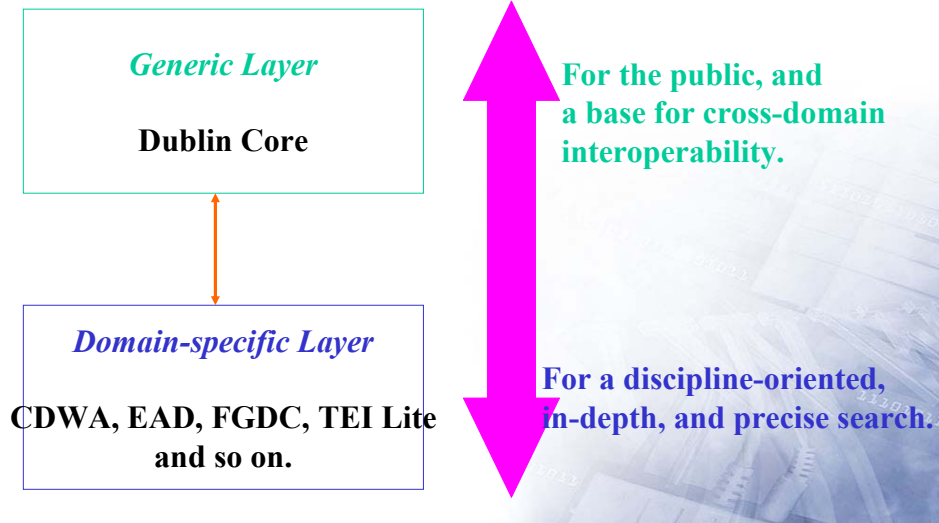 Generic Layer
Dublin Core
For the public, and
a base for cross-domain
interoperability.
Domain-specific Layer
CDWA, EAD, FGDC, TEI Lite
and so on.
For a discipline-oriented,
in-depth, and precise search.